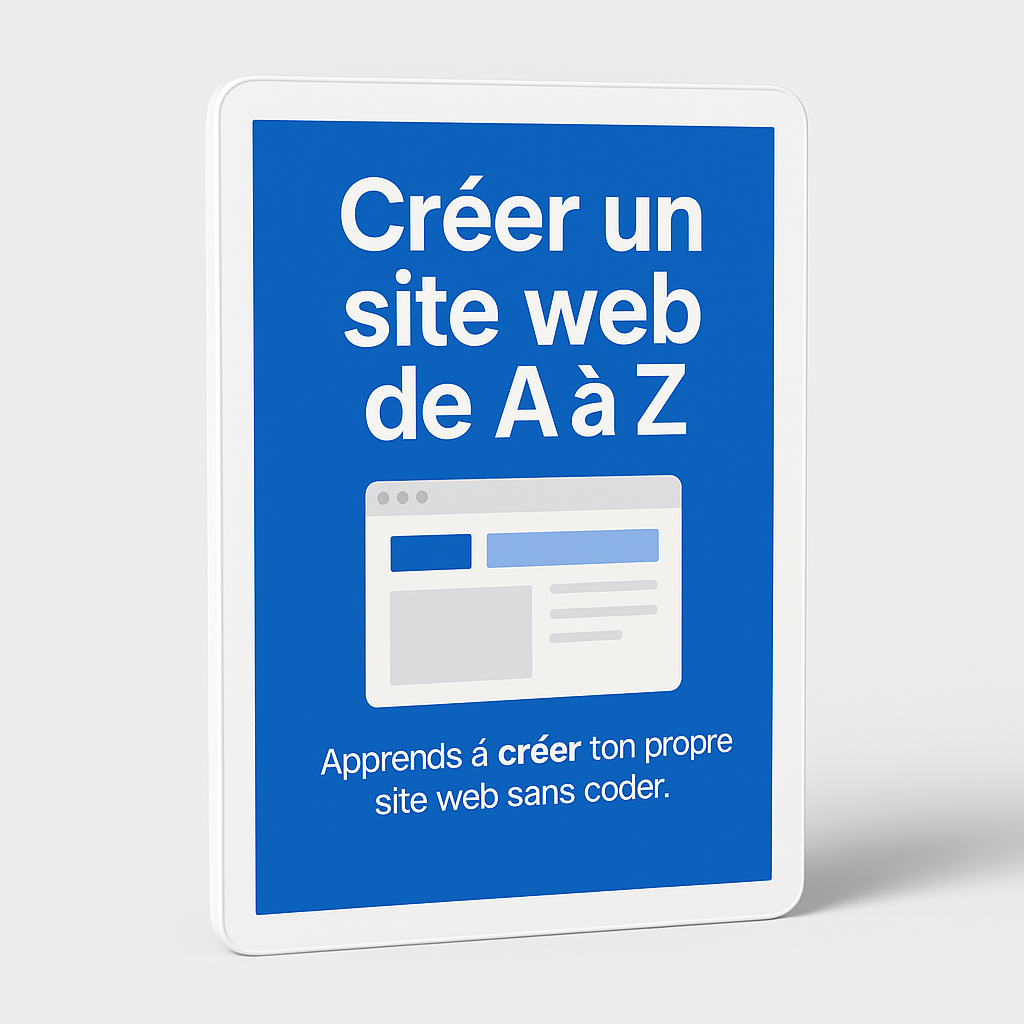 Créer un
site web
de A à Z
Apprends á créer ton propre
site web sans coder.